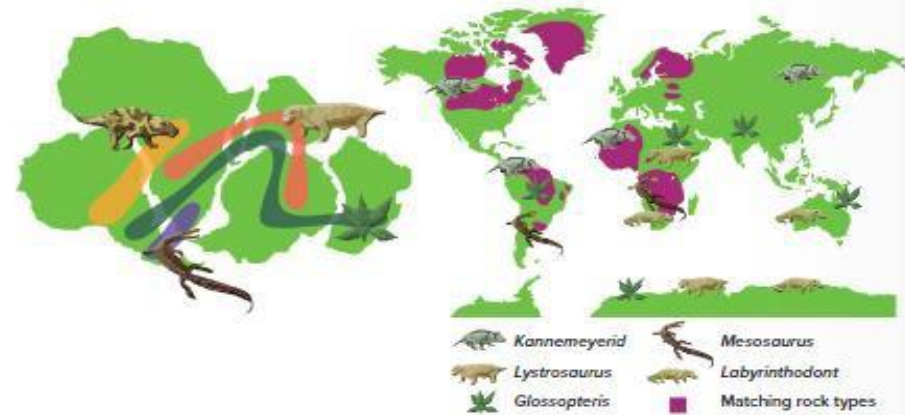 Kannemeyerid
Mesosaurus
Lystrosaurus
Labyrinthodont
Glossopteris
Matching rock types